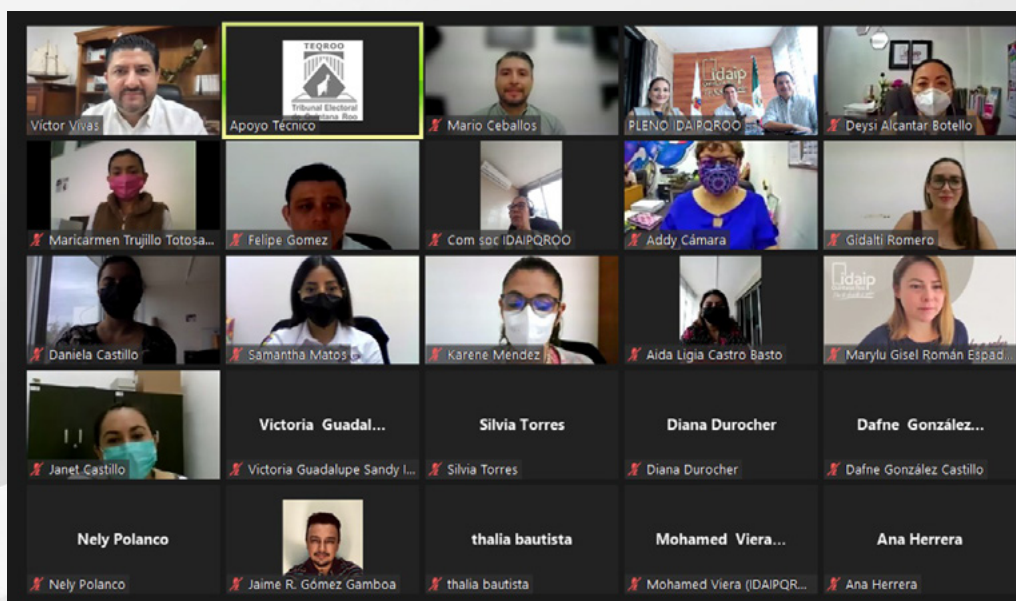 Víctor Vivas
TEQROO
Tribunal Electoral
de Quintana Roo
Apoyo Técnico
Mario Ceballos
idaip
PLENO IDAIPQROO
Deysi Alcantar Botello
Maricarmen Trujillo Totosa...
Felipe Gomez
Com soc IDAIPQROO
Addy Cámara
Gidalti Romero
Daniela Castillo
Samantha Matos
Karene Mendez
Aida Ligia Castro Basto
idaip
Marylu Gisel Román Espad...
Janet Castillo
Victoria Guadal...
Victoria Guadalupe Sandy I...
Silvia Torres
Silvia Torres
Diana Durocher
Diana Durocher
Dafne González...
Dafne González Castillo
Nely Polanco
Nely Polanco
Jaime R. Gómez Gamboa
thalia bautista
thalia bautista
Mohamed Viera...
Mohamed Viera (IDAIPQR...
Ana Herrera
Ana Herrera